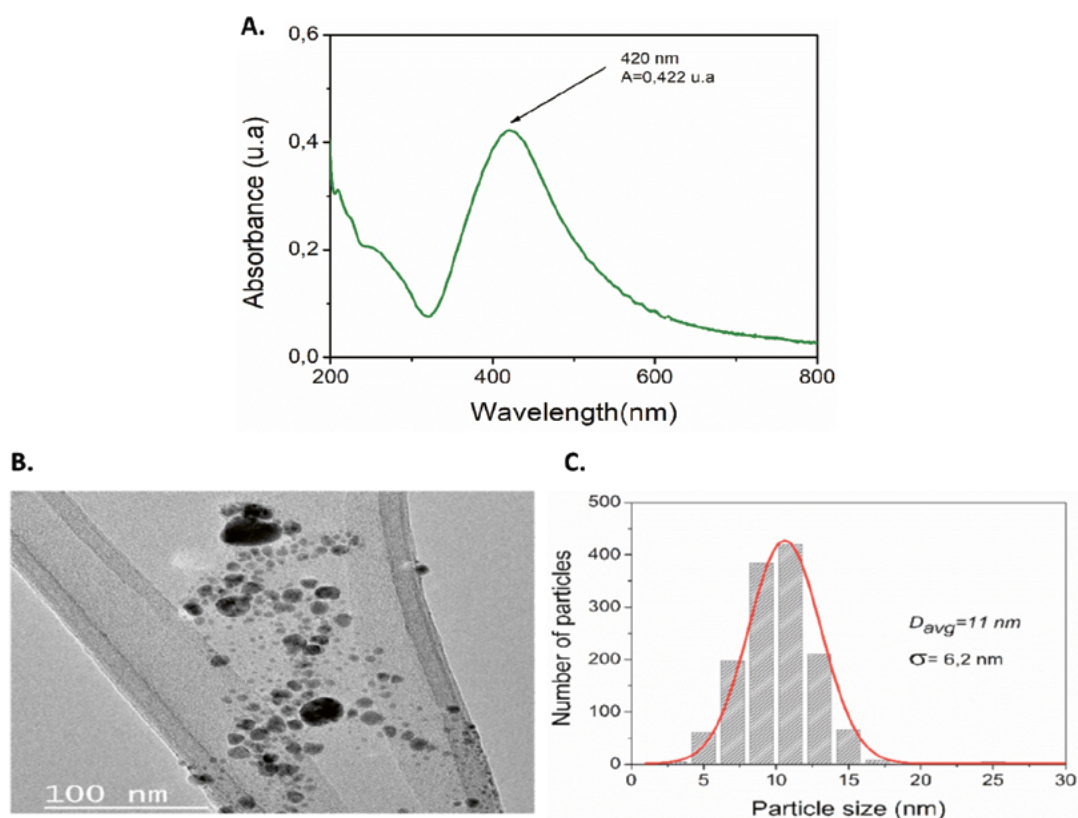 A.
0,6
0,4
0,2
0,0
Absorbance (u.a)
420 nm
A=0,422 u.a
200
400
600
800
Wavelength(nm)
B.
100 nm
C.
500
400
300
200
100
0
Number of particles
Davg=11 nm
σ= 6,2 nm
0
5
10
15
20
25
30
Particle size (nm)